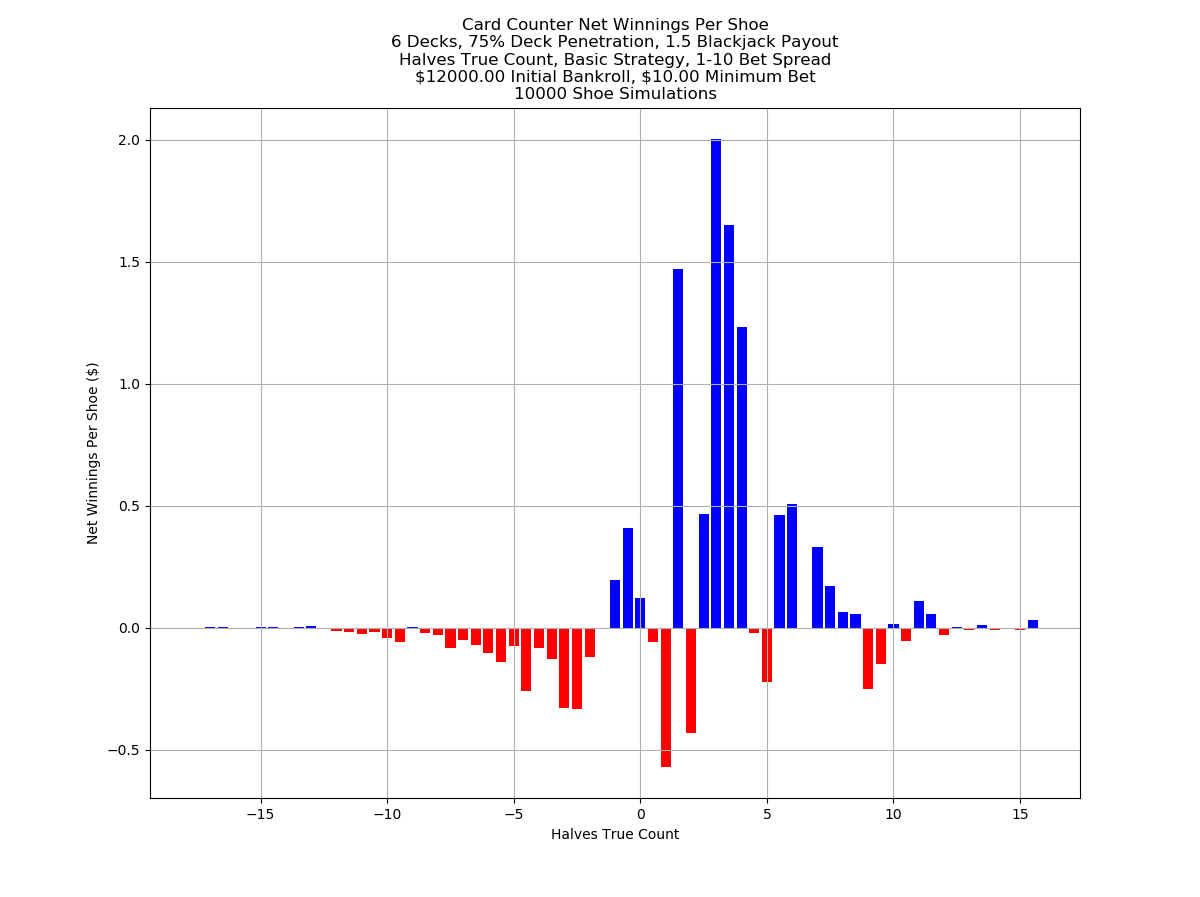 Card Counter Net Winnings Per Shoe
6 Decks, 75% Deck Penetration, 1.5 Blackjack Payout
Halves True Count, Basic Strategy, 1-10 Bet Spread
$12000.00 Initial Bankroll, $10.00 Minimum Bet
10000 Shoe Simulations
2.0
1.5
1.0
0.5
0.0
−0.5
Net Winnings Per Shoe ($)
−15 −10 −5 0 5 10 15
Halves True Count